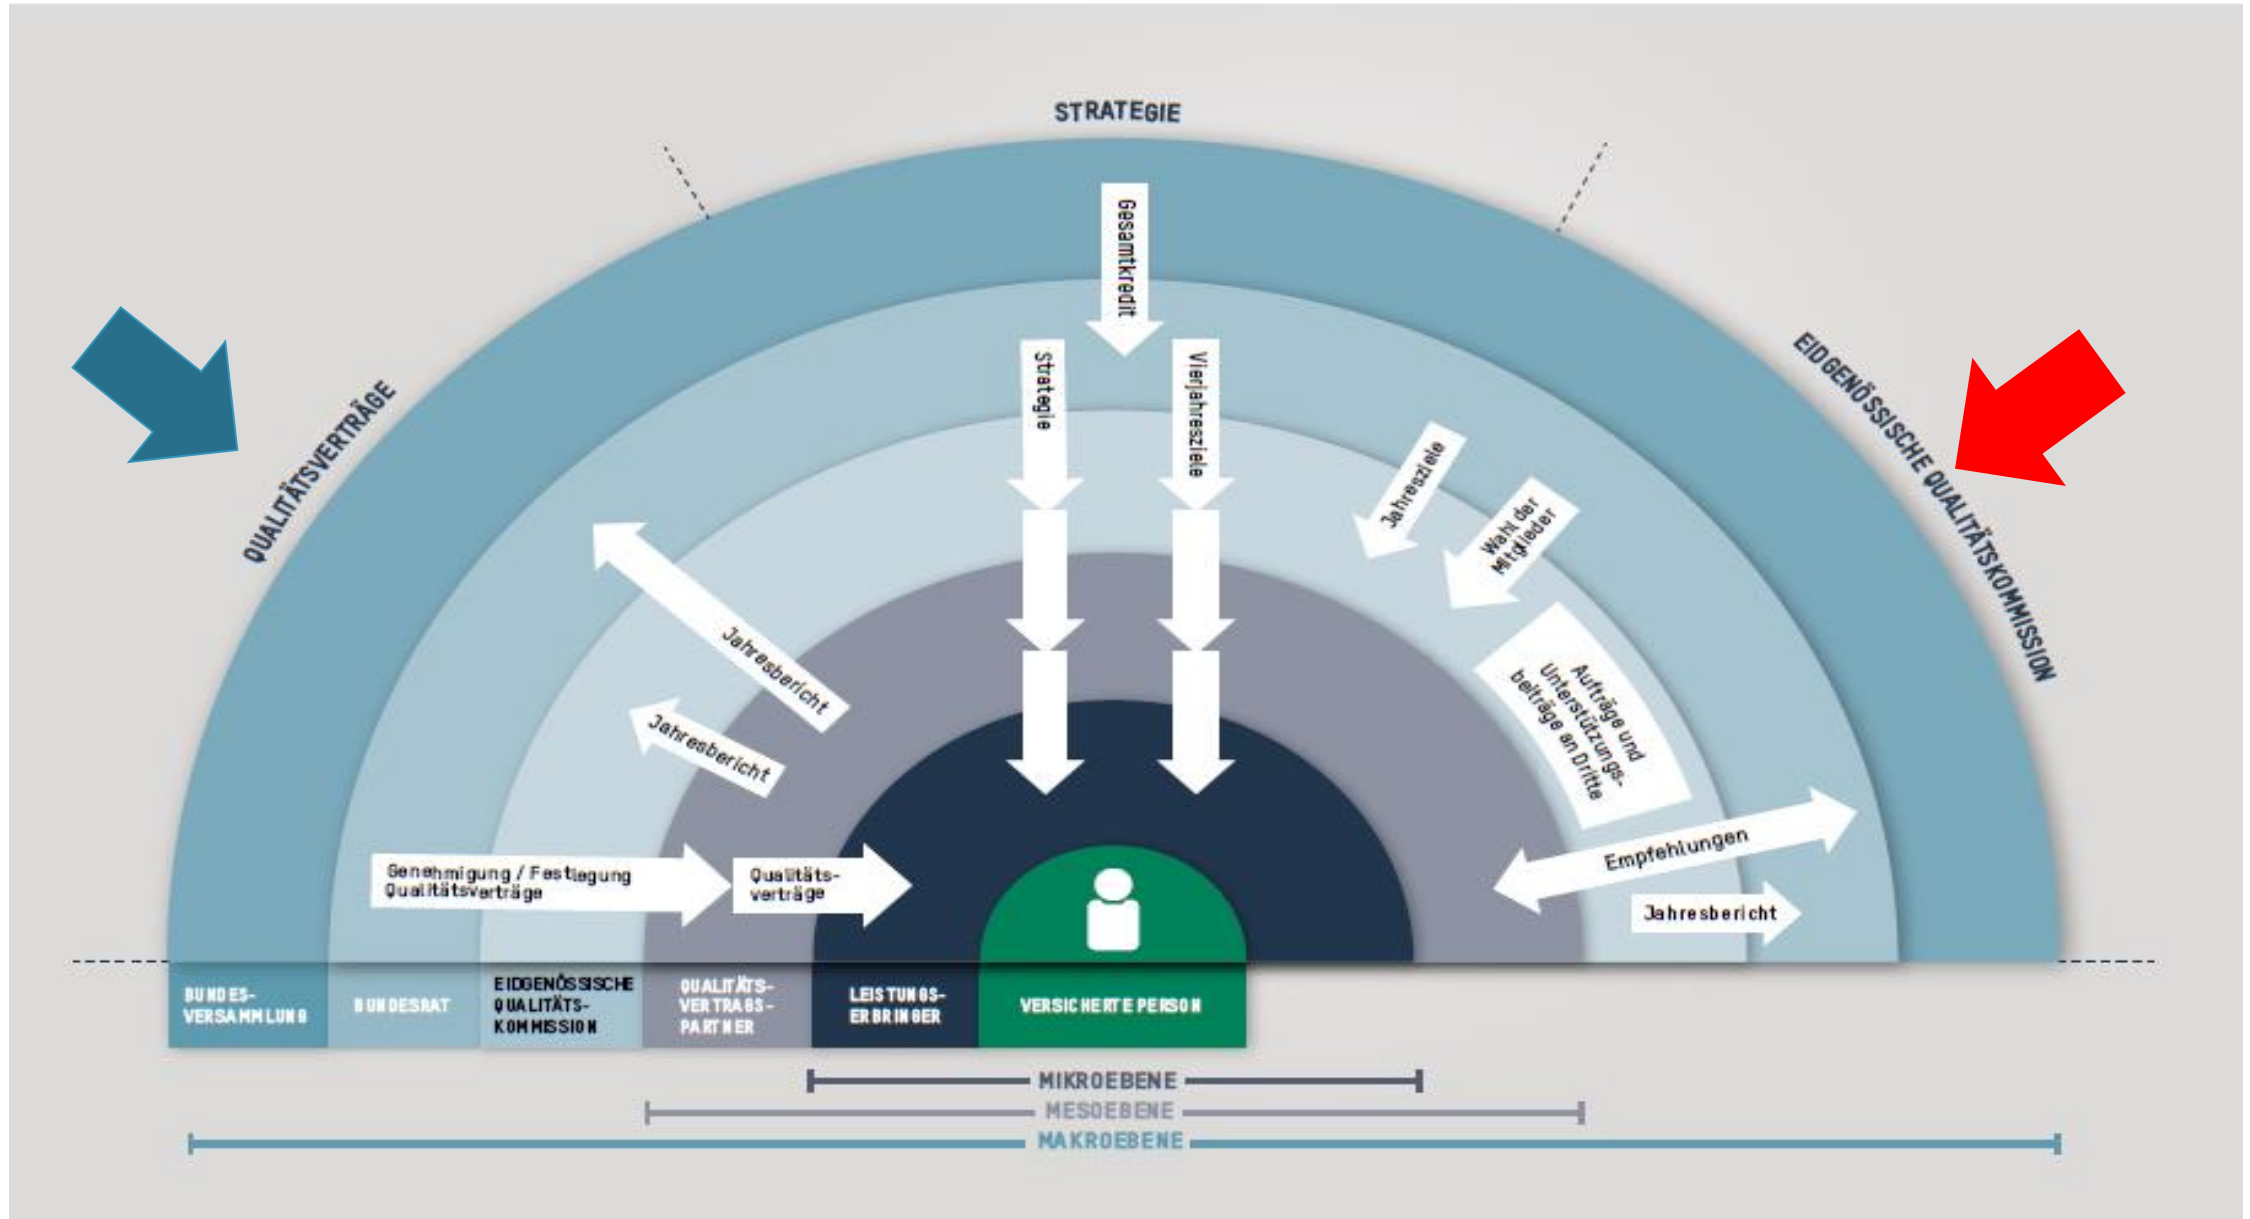 STRATEGIE
QUALITÄTSVERTRÄGE
EIDGENÖSSISCHE QUALITÄTSKOMMISSION
Gesamtkredit
Strategie
Vierjahresziele
Jahresziele
Wahl der
Mitglieder
Aufträge und
Unterstützungs-
beiträge an Dritte
Jahresbericht
Jahresbericht
Genehmigung / Festlegung
Qualitätsverträge
Qualitäts-
verträge
Empfehlungen
Jahresbericht
BUNDES-
VERSAMMLUNG
BUNDESRAT
EIDGENÖSSISCHE
QUALITÄTS-
KOMMISSION
QUALITÄTS-
VERTRAGS-
PARTNER
LEISTUNGS-
ERBRINGER
VERSICHERTE PERSON
MIKROEBENE
MESOEBENE
MAKROEBENE